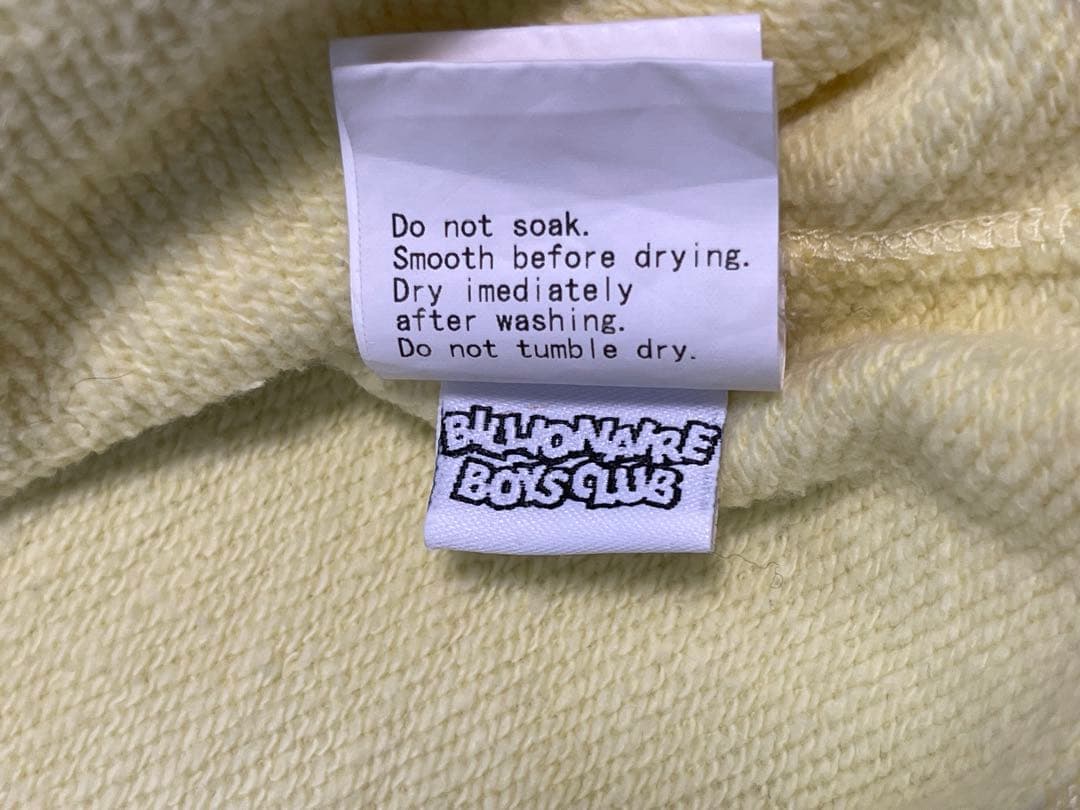 Do not soak.
Smooth before drying.
Dry imediately
after washing.
Do not tumble dry.
BILLIONAIRE
BOYS CLUB